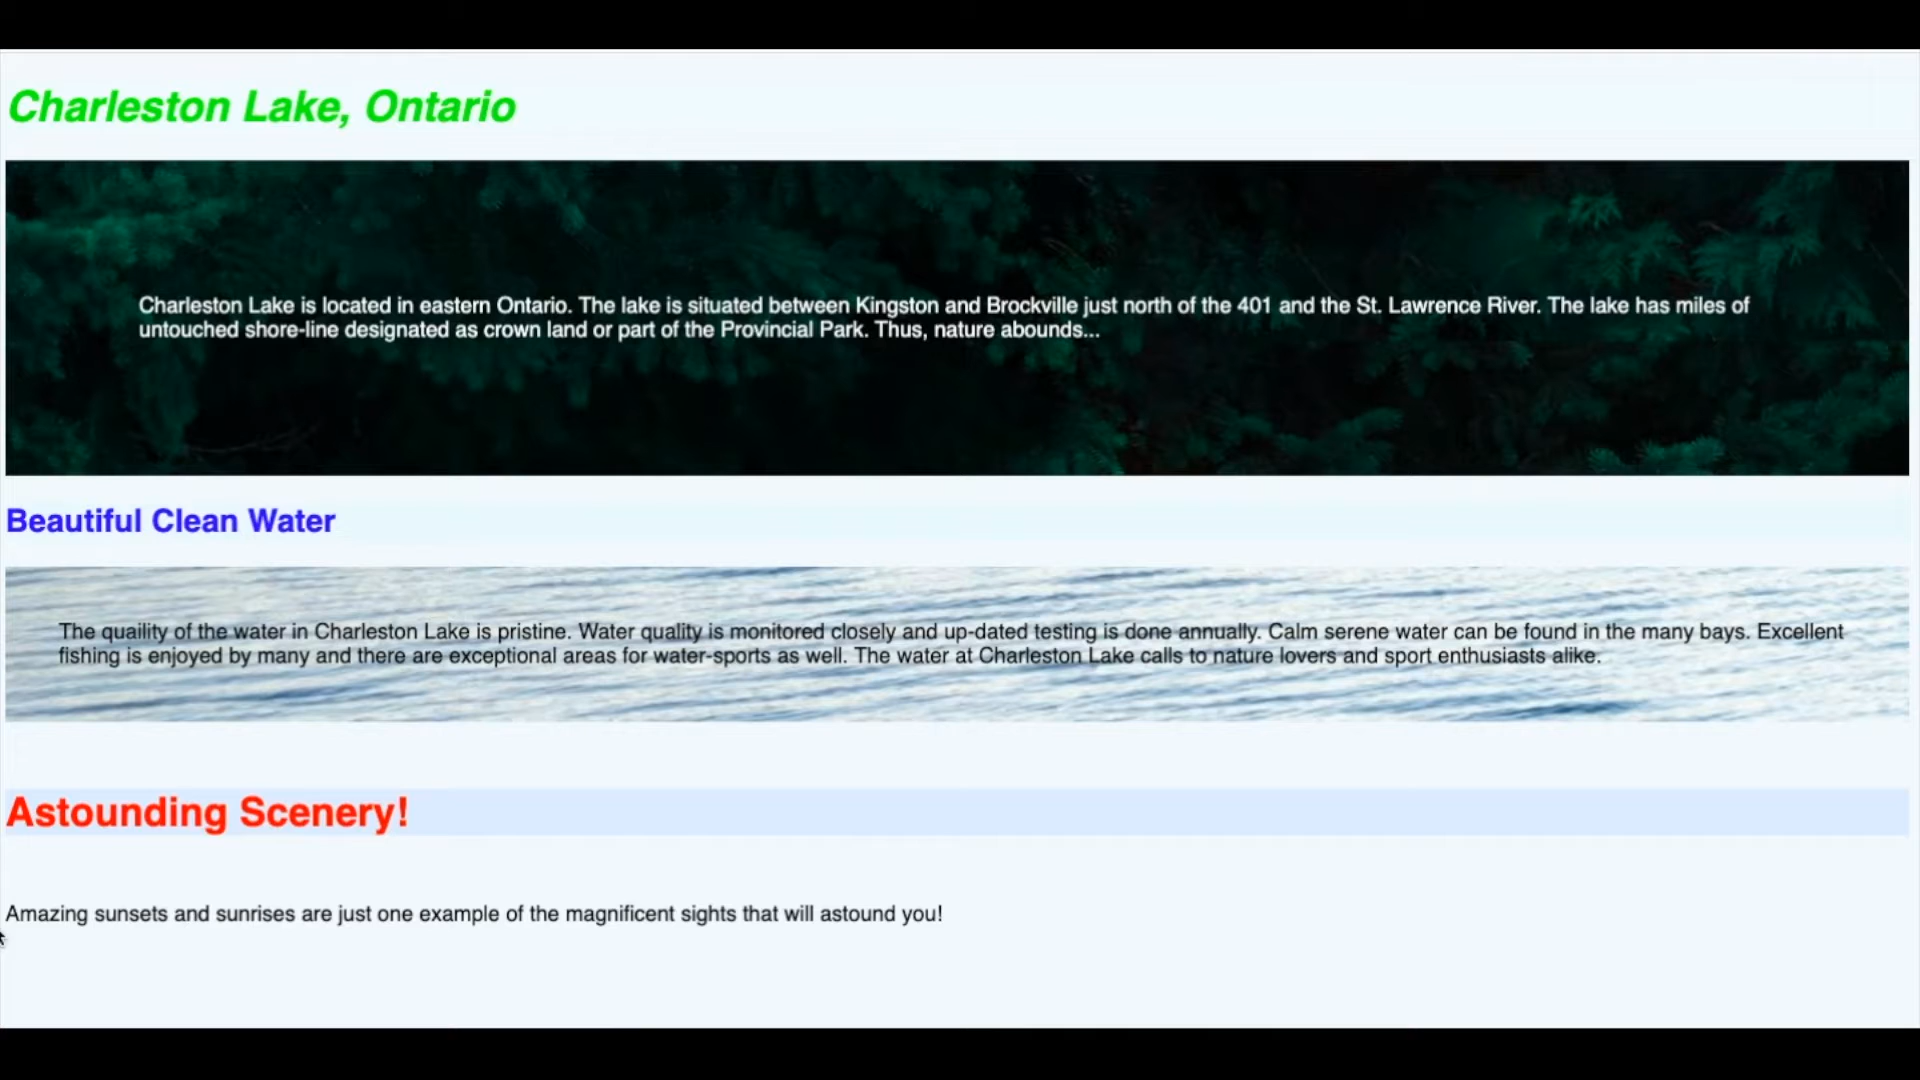 Charleston Lake, Ontario
Charleston Lake is located in eastern Ontario. The lake is situated between Kingston and Brockville just north of the 401 and the St. Lawrence River. The lake has miles of
untouched shore-line designated as crown land or part of the Provincial Park. Thus, nature abounds...
Beautiful Clean Water
The quaility of the water in Charleston Lake is pristine. Water quality is monitored closely and up-dated testing is done annually. Calm serene water can be found in the many bays. Excellent
fishing is enjoyed by many and there are exceptional areas for water-sports as well. The water at Charleston Lake calls to nature lovers and sport enthusiasts alike.
Astounding Scenery!
Amazing sunsets and sunrises are just one example of the magnificent sights that will astound you!